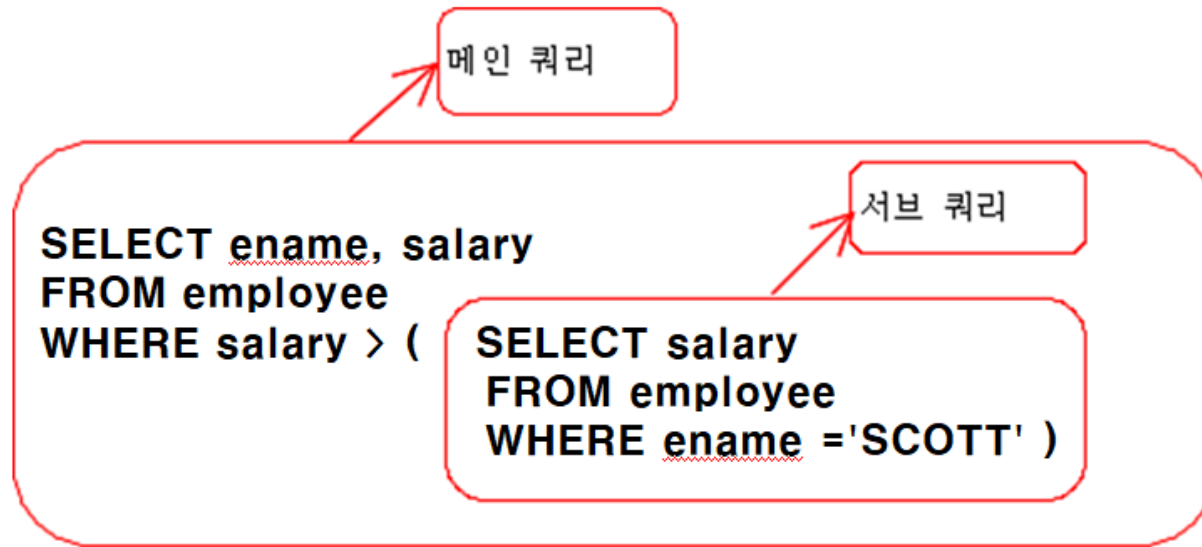 메인 쿼리
서브 쿼리
SELECT ename, salary
FROM employee
WHERE salary > (
SELECT salary
FROM employee
WHERE ename ='SCOTT' )